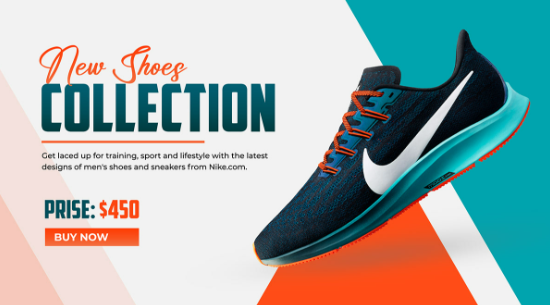 New Shoes
COLLECTION
Get laced up for training, sport and lifestyle with the latest
designs of men's shoes and sneakers from Nike.com.
PRISE: $450
BUY NOW